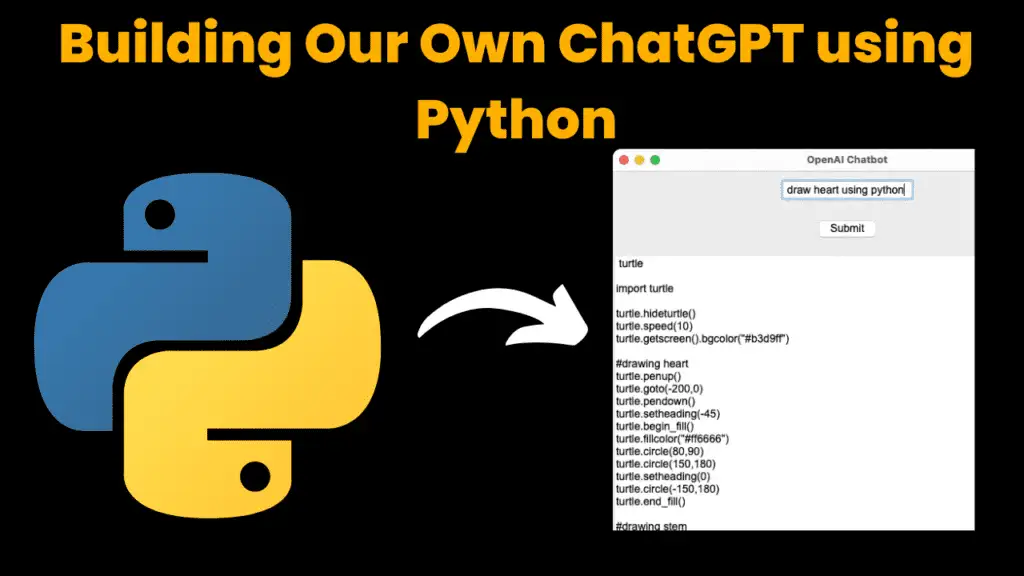 Building Our Own ChatGPT using
Python
OpenAI Chatbot
draw heart using python
Submit
turtle
import turtle
turtle.hideturtle()
turtle.speed(10)
turtle.getscreen().bgcolor("#b3d9ff")
#drawing heart
turtle.penup()
turtle.goto(-200,0)
turtle.pendown()
turtle.setheading(-45)
turtle.begin_fill()
turtle.fillcolor("#ff6666")
turtle.circle(80,90)
turtle.circle(150,180)
turtle.setheading(0)
turtle.circle(-150,180)
turtle.end_fill()
#drawing stem